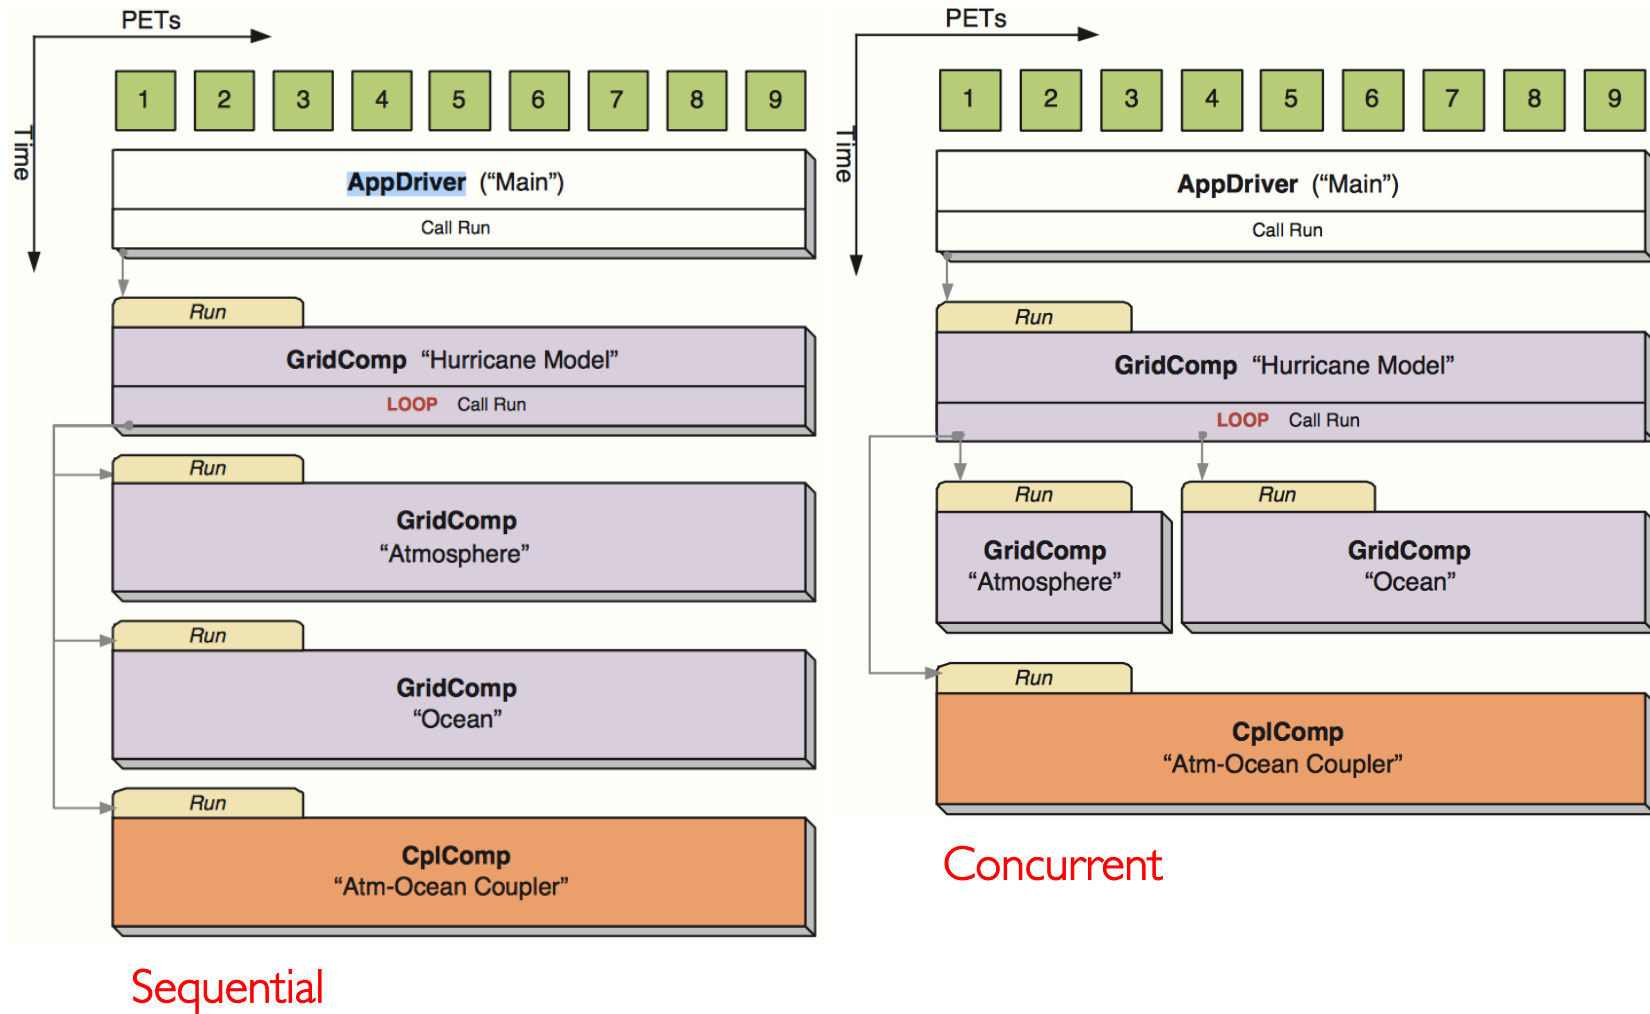 PETs
Time
1 2 3 4 5 6 7 8 9
AppDriver (“Main”)
Call Run
Run
GridComp “Hurricane Model”
LOOP Call Run
Run
GridComp
“Atmosphere”
Run
GridComp
“Ocean”
Run
CplComp
“Atm-Ocean Coupler”
Sequential
PETs
Time
1 2 3 4 5 6 7 8 9
AppDriver (“Main”)
Call Run
Run
GridComp “Hurricane Model”
LOOP Call Run
Run
GridComp
“Atmosphere”
Run
GridComp
“Ocean”
Run
CplComp
“Atm-Ocean Coupler”
Concurrent